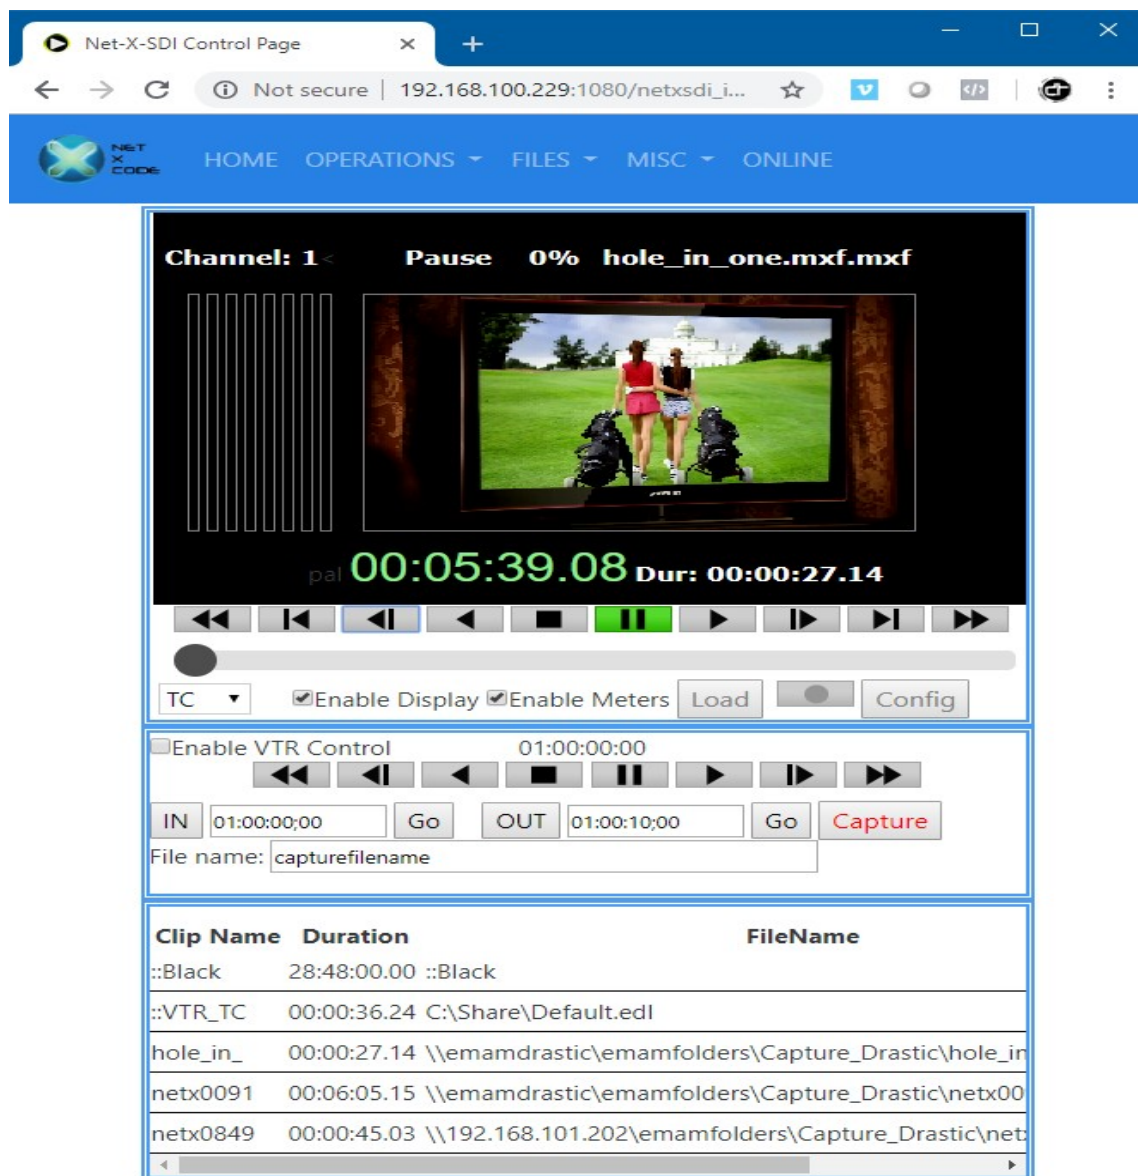 Net-X-SDI Control Page
Not secure | 192.168.100.229:1080/netxsdi_i...
NET X CODE HOME OPERATIONS FILES MISC ONLINE
Channel: 1< Pause 0% hole_in_one.mxf.mxf
pal 00:05:39.08 Dur: 00:00:27.14
TC Enable Display Enable Meters Load Config
Enable VTR Control 01:00:00:00
IN 01:00:00;00 Go OUT 01:00:10;00 Go Capture
File name: capturefilename
Clip Name Duration FileName
::Black 28:48:00.00 ::Black
::VTR_TC 00:00:36.24 C:\Share\Default.edl
hole_in_ 00:00:27.14 \\emamdrastic\emamfolders\Capture_Drastic\hole_in
netx0091 00:06:05.15 \\emamdrastic\emamfolders\Capture_Drastic\netx00
netx0849 00:00:45.03 \\192.168.101.202\emamfolders\Capture_Drastic\net